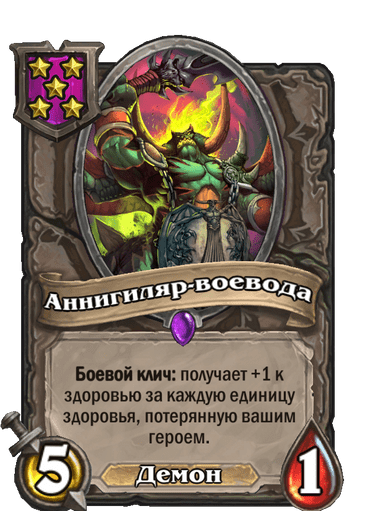 Аннигиляр-воевода
Боевой клич: получает +1 к
здоровью за каждую единицу
здоровья, потерянную вашим
героем.
5
Демон
1